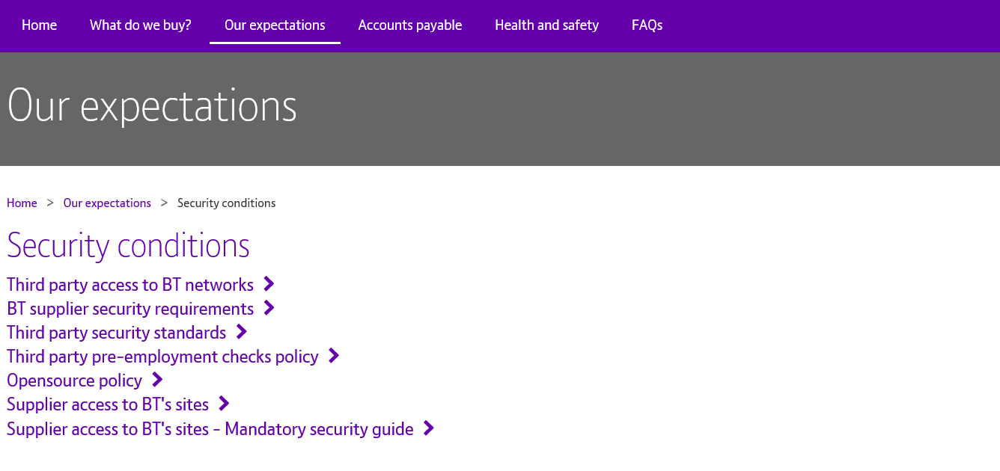 Home What do we buy? Our expectations Accounts payable Health and safety FAQs
Our expectations
Home > Our expectations > Security conditions
Security conditions
Third party access to BT networks
BT supplier security requirements
Third party security standards
Third party pre-employment checks policy
Opensource policy
Supplier access to BT's sites
Supplier access to BT's sites - Mandatory security guide